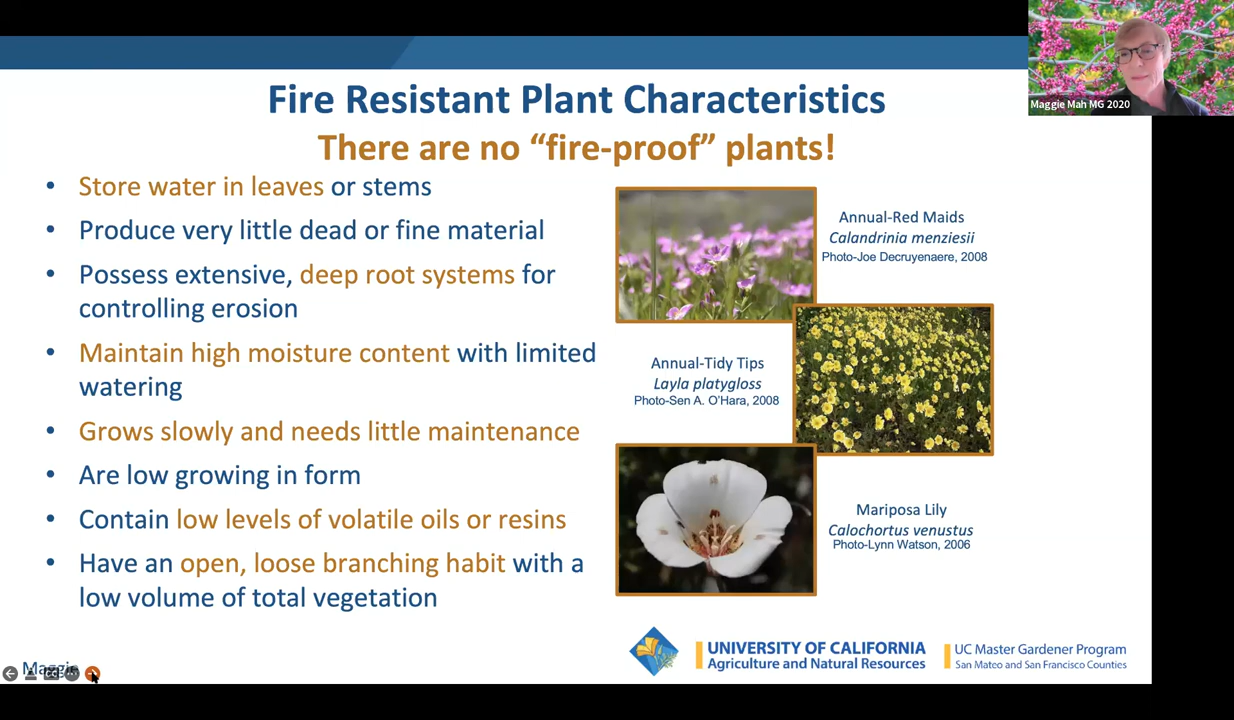 Maggie Mah MG 2020
Fire Resistant Plant Characteristics
There are no “fire-proof” plants!
• Store water in leaves or stems
• Produce very little dead or fine material
• Possess extensive, deep root systems for
controlling erosion
• Maintain high moisture content with limited
watering
• Grows slowly and needs little maintenance
• Are low growing in form
• Contain low levels of volatile oils or resins
• Have an open, loose branching habit with a
low volume of total vegetation
Annual-Red Maids
Calandrinia menziesii
Photo-Joe Decruyenaere, 2008
Annual-Tidy Tips
Layla platygloss
Photo-Sen A. O’Hara, 2008
Mariposa Lily
Calochortus venustus
Photo-Lynn Watson, 2006
Maggie
UNIVERSITY OF CALIFORNIA
Agriculture and Natural Resources
UC Master Gardener Program
San Mateo and San Francisco Counties